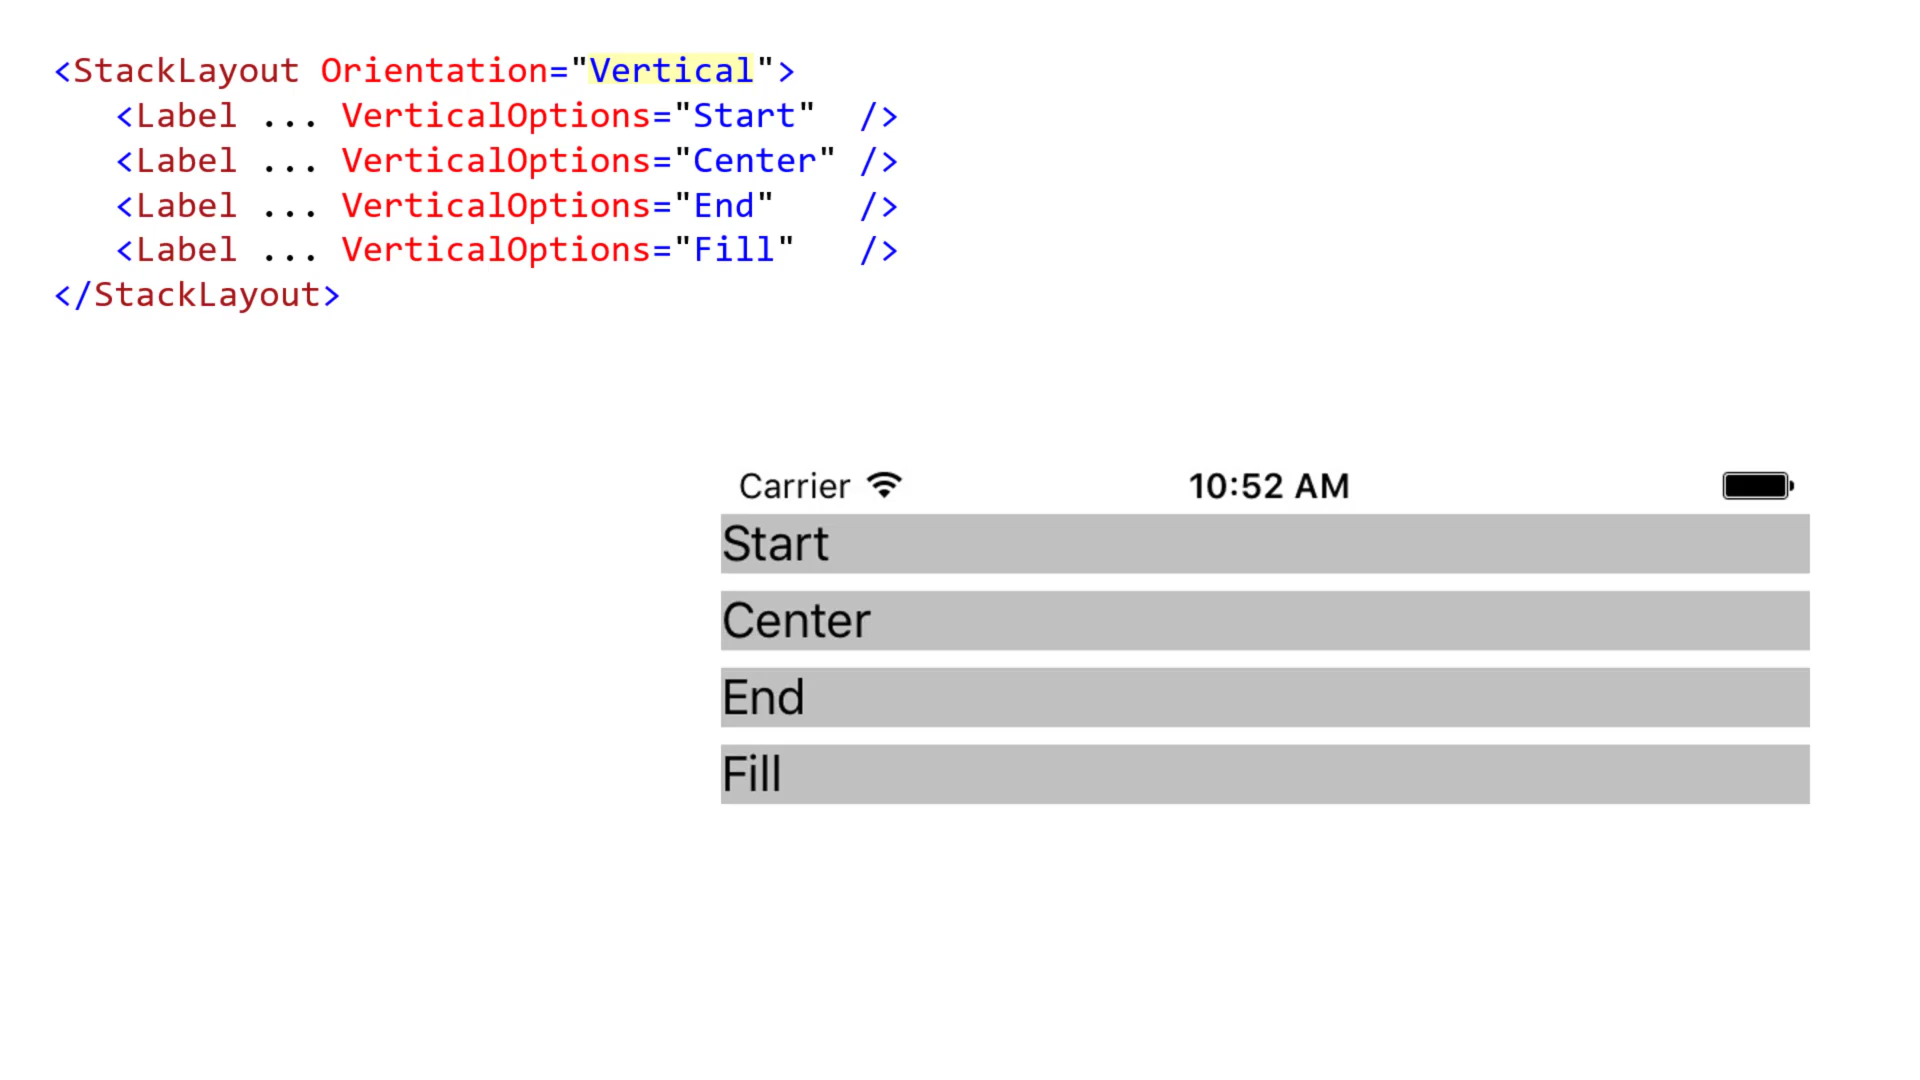 <StackLayout Orientation="Vertical">
   <Label ... VerticalOptions="Start"  />
   <Label ... VerticalOptions="Center" />
   <Label ... VerticalOptions="End"    />
   <Label ... VerticalOptions="Fill"   />
</StackLayout>
Carrier 10:52 AM
Start
Center
End
Fill